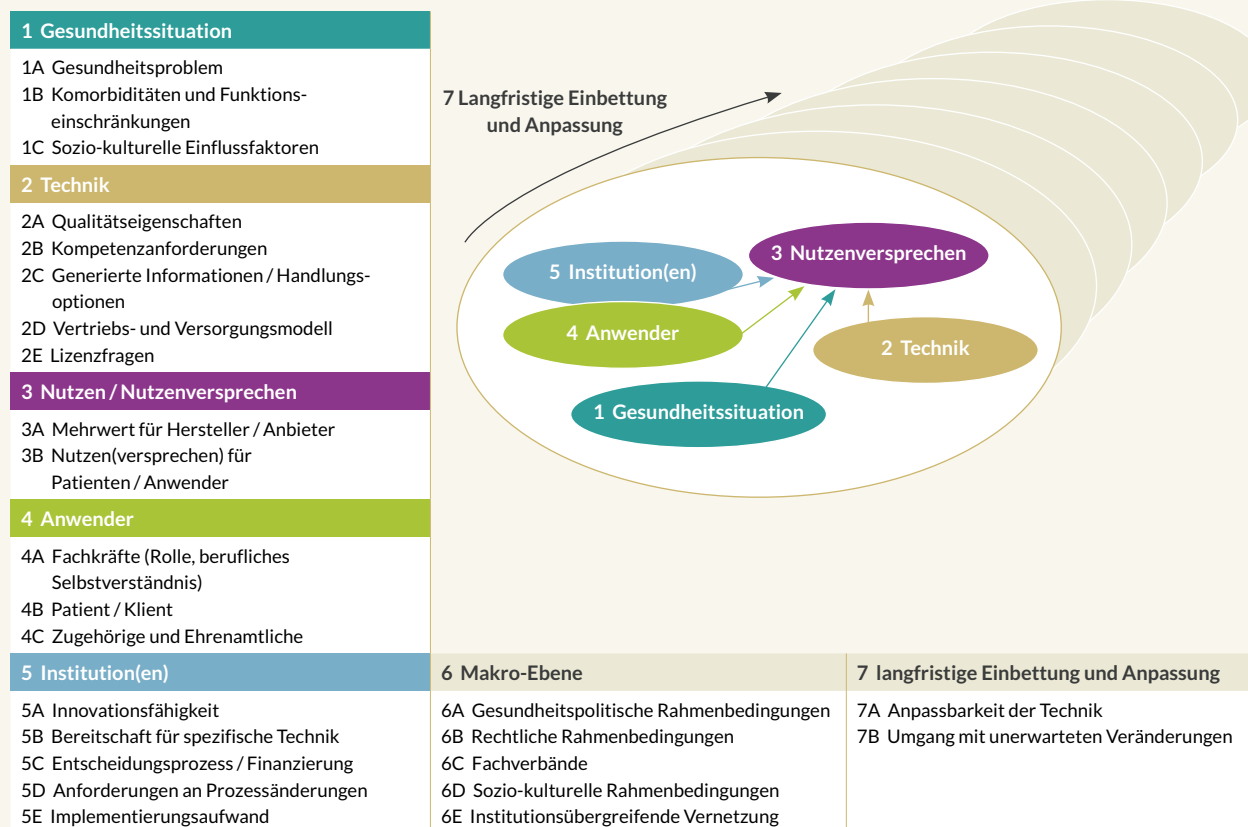 1 Gesundheitssituation
1A Gesundheitsproblem
1B Komorbiditäten und Funktions-
einschränkungen
1C Sozio-kulturelle Einflussfaktoren
2 Technik
2A Qualitätseigenschaften
2B Kompetenzanforderungen
2C Generierte Informationen / Handlungs-
optionen
2D Vertriebs- und Versorgungsmodell
2E Lizenzfragen
3 Nutzen / Nutzenversprechen
3A Mehrwert für Hersteller / Anbieter
3B Nutzen(versprechen) für
Patienten / Anwender
4 Anwender
4A Fachkräfte (Rolle, berufliches
Selbstverständnis)
4B Patient / Klient
4C Zugehörige und Ehrenamtliche
5 Institution(en)
5A Innovationsfähigkeit
5B Bereitschaft für spezifische Technik
5C Entscheidungsprozess / Finanzierung
5D Anforderungen an Prozessänderungen
5E Implementierungsaufwand
7 Langfristige Einbettung
und Anpassung
5 Institution(en)
3 Nutzenversprechen
4 Anwender
2 Technik
1 Gesundheitssituation
6 Makro-Ebene
6A Gesundheitspolitische Rahmenbedingungen
6B Rechtliche Rahmenbedingungen
6C Fachverbände
6D Sozio-kulturelle Rahmenbedingungen
6E Institutionsübergreifende Vernetzung
7 langfristige Einbettung und Anpassung
7A Anpassbarkeit der Technik
7B Umgang mit unerwarteten Veränderungen